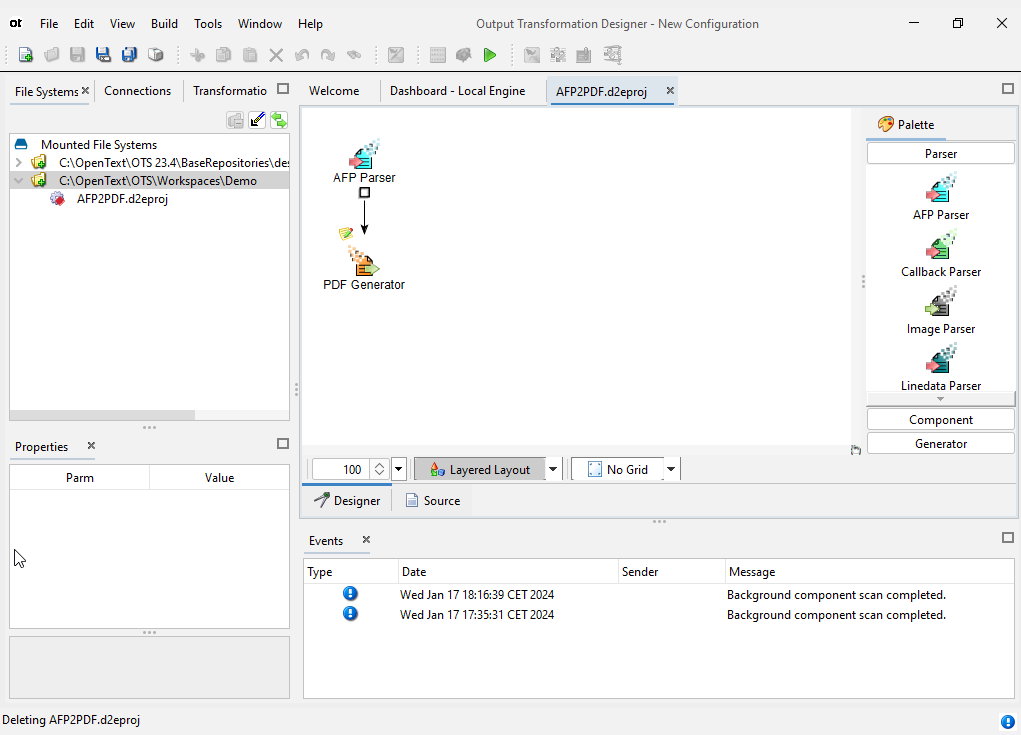 ot File Edit View Build Tools Window Help Output Transformation Designer - New Configuration
File Systems Connections Transformatio
Welcome Dashboard - Local Engine AFP2PDF.d2eproj
Mounted File Systems
C:\OpenText\OTS 23.4\BaseRepositories\des
C:\OpenText\OTS\Workspaces\Demo
AFP2PDF.d2eproj
AFP Parser
PDF Generator
Palette
Parser
AFP Parser
Callback Parser
Image Parser
Linedata Parser
Component
Generator
100 Layered Layout No Grid
Designer Source
Properties
Parm Value
Events
Type Date Sender Message
Wed Jan 17 18:16:39 CET 2024 Background component scan completed.
Wed Jan 17 17:35:31 CET 2024 Background component scan completed.
Deleting AFP2PDF.d2eproj